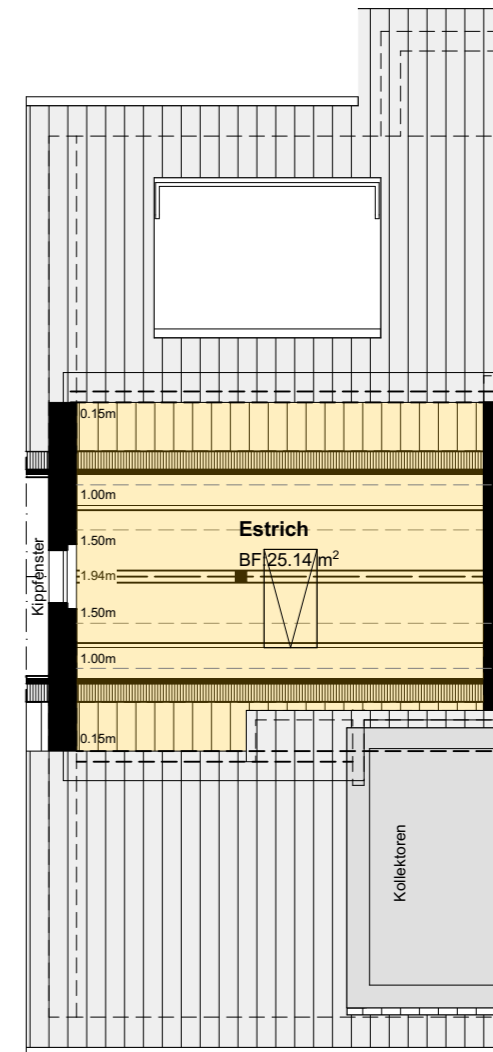 0.15m
1.00m
Estrich
1.50m
BF:25.14 m²
Kippfenster
1.94m
1.50m
1.00m
0.15m
Kollektoren